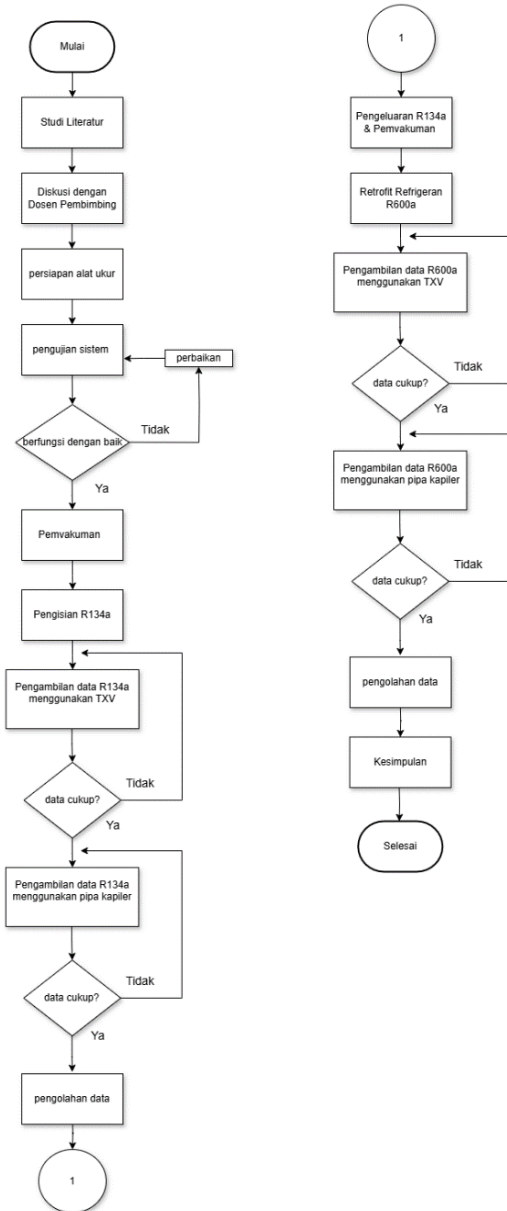 Mulai
Studi Literatur
Diskusi dengan
Dosen Pembimbing
persiapan alat ukur
pengujian sistem
perbaikan
berfungsi dengan baik
Tidak
Ya
Pemvakuman
Pengisian R134a
Pengambilan data R134a
menggunakan TXV
data cukup?
Tidak
Ya
Pengambilan data R134a
menggunakan pipa kapiler
data cukup?
Tidak
Ya
pengolahan data
1
1
Pengeluaran R134a
& Pemvakuman
Retrofit Refrigeran
R600a
Pengambilan data R600a
menggunakan TXV
data cukup?
Tidak
Ya
Pengambilan data R600a
menggunakan pipa kapiler
data cukup?
Tidak
Ya
pengolahan data
Kesimpulan
Selesai